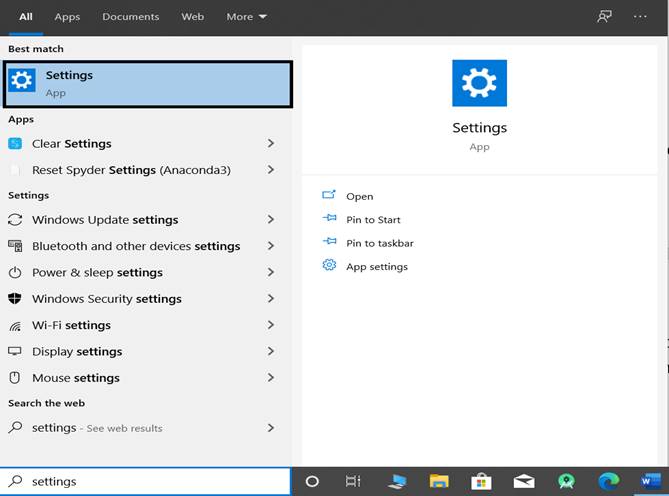 All Apps Documents Web More
Best match
Settings
App
Apps
Clear Settings
Reset Spyder Settings (Anaconda3)
Settings
Windows Update settings
Bluetooth and other devices settings
Power & sleep settings
Windows Security settings
Wi-Fi settings
Display settings
Mouse settings
Search the web
settings - See web results
settings
Settings
App
Open
Pin to Start
Pin to taskbar
App settings